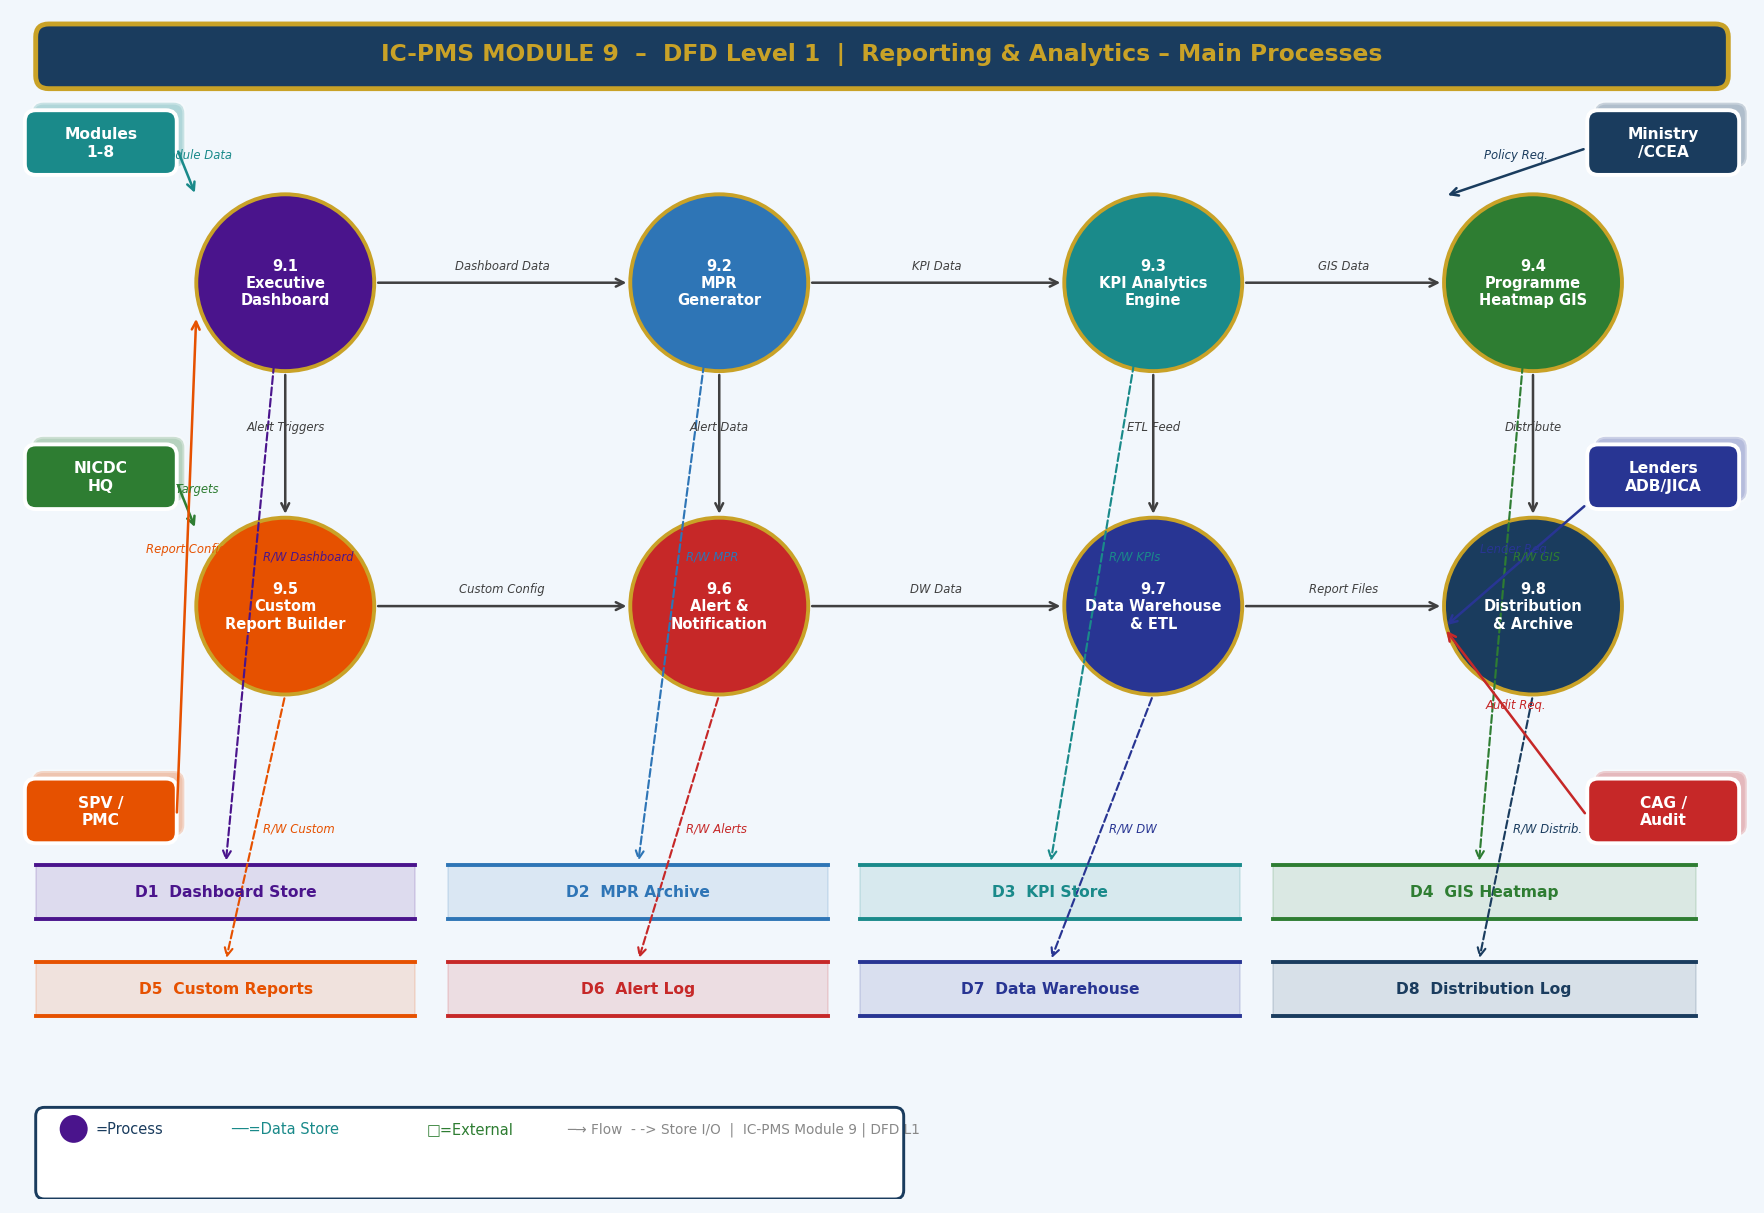 IC-PMS MODULE 9 – DFD Level 1 | Reporting & Analytics – Main Processes
Modules
1-8
Ministry
/CCEA
dule Data
Policy Req.
9.1
Executive
Dashboard
Dashboard Data
9.2
MPR
Generator
KPI Data
9.3
KPI Analytics
Engine
GIS Data
9.4
Programme
Heatmap GIS
Alert Triggers
Alert Data
ETL Feed
Distribute
NICDC
HQ
Targets
Lenders
ADB/JICA
Report Config
R/W Dashboard
R/W MPR
R/W KPIs
R/W GIS
9.5
Custom
Report Builder
Custom Config
9.6
Alert &
Notification
DW Data
9.7
Data Warehouse
& ETL
Report Files
9.8
Distribution
& Archive
Audit Req.
SPV /
PMC
CAG /
Audit
R/W Custom
R/W Alerts
R/W DW
R/W Distrib.
D1 Dashboard Store
D2 MPR Archive
D3 KPI Store
D4 GIS Heatmap
D5 Custom Reports
D6 Alert Log
D7 Data Warehouse
D8 Distribution Log
=Process
──=Data Store
□=External
─→ Flow - -> Store I/O | IC-PMS Module 9 | DFD L1